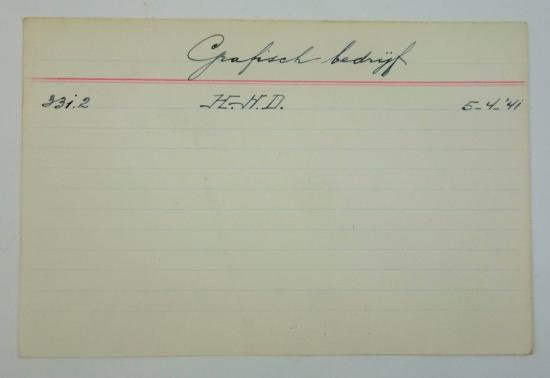 Grafisch bedrijf
331.2 H.H.D. 5-4-'41